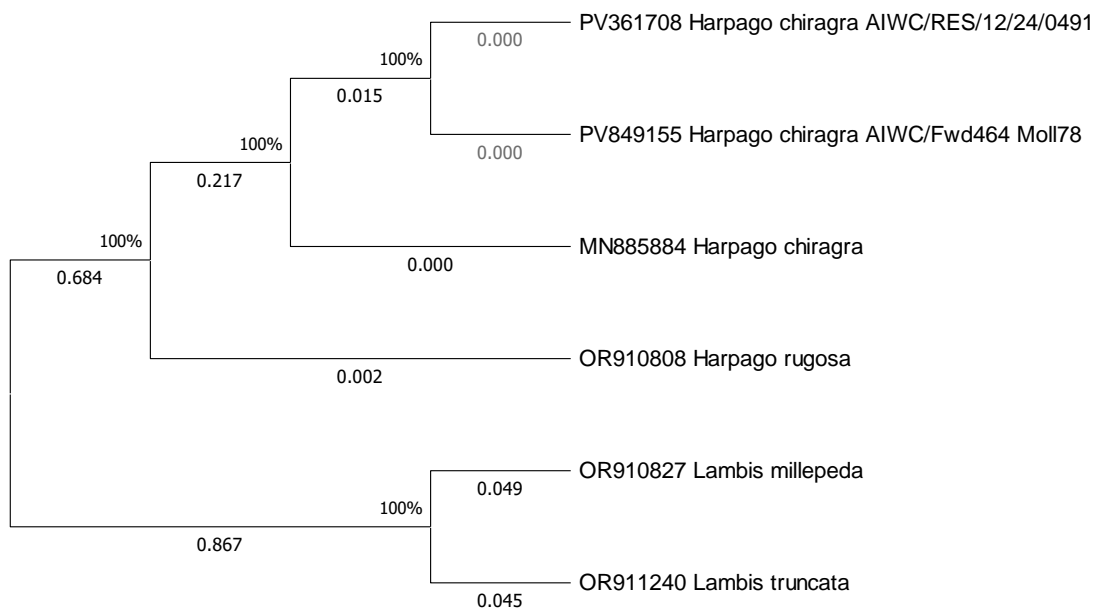 PV361708 Harpago chiragra AIWC/RES/12/24/0491
0.000
100%
0.015
PV849155 Harpago chiragra AIWC/Fwd464 Moll78
0.000
100%
0.217
MN885884 Harpago chiragra
0.000
100%
0.684
OR910808 Harpago rugosa
0.002
OR910827 Lambis millepeda
0.049
100%
0.867
OR911240 Lambis truncata
0.045